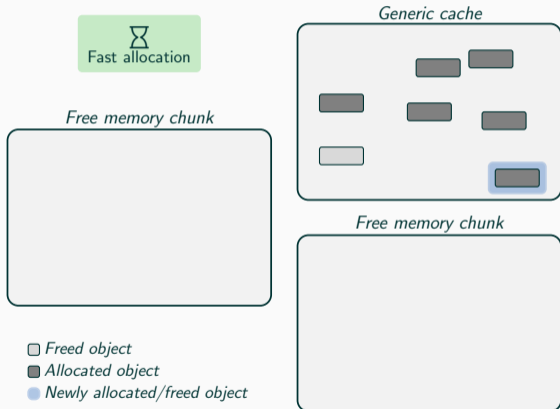 Fast allocation
Generic cache
Free memory chunk
Free memory chunk
Freed object
Allocated object
Newly allocated/freed object